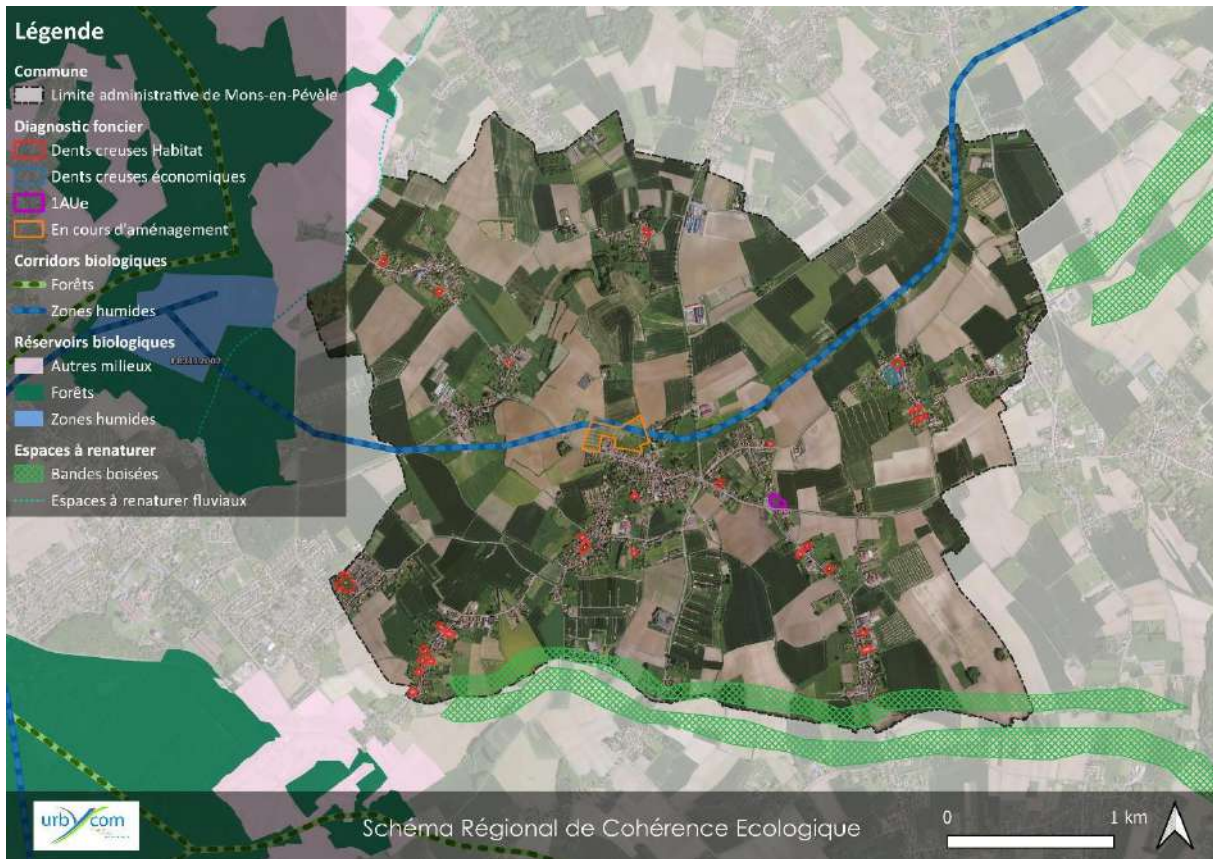 Légende
Commune
Limite administrative de Mons-en-Pévèle
Diagnostic foncier
Dents creuses Habitat
Dents creuses économiques
1AUe
En cours d'aménagement
Corridors biologiques
Forêts
Zones humides
Réservoirs biologiques
Autres milieux
Forêts
Zones humides
Espaces à renaturer
Bandes boisées
Espaces à renaturer fluviaux
urbycom
Schéma Régional de Cohérence Ecologique
0
1 km